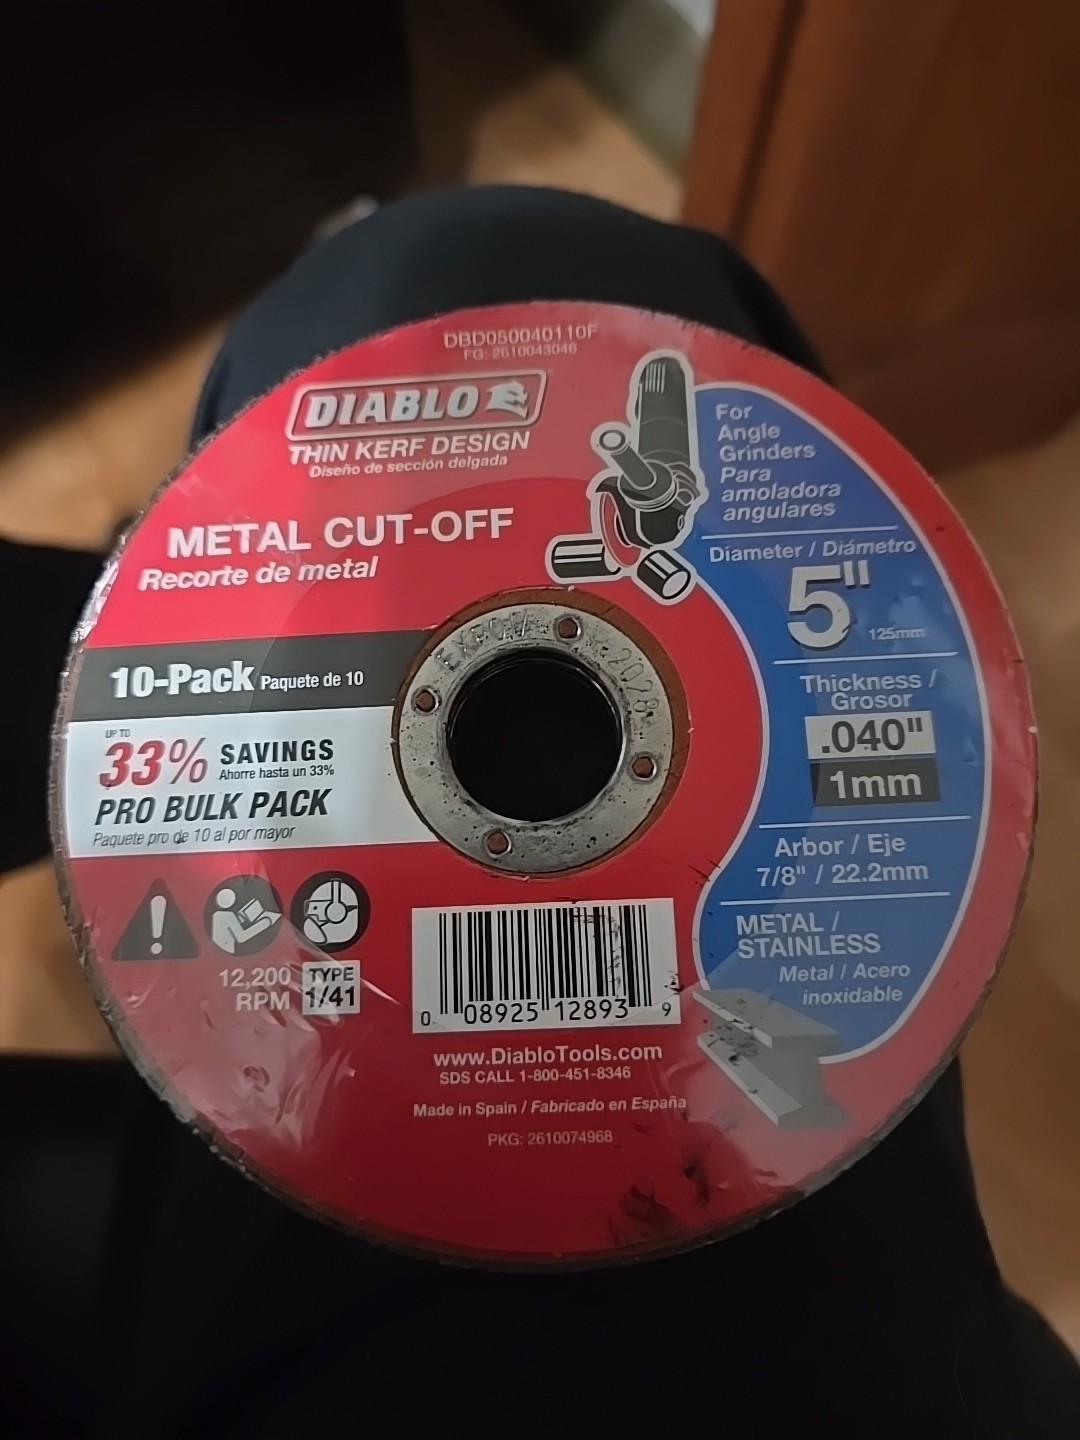 DBD050040110F
FG: 2610043046
DIABLO
THIN KERF DESIGN
Diseño de sección delgada
METAL CUT-OFF
Recorte de metal
10-Pack Paquete de 10
UP TO
33% SAVINGS
Ahorre hasta un 33%
PRO BULK PACK
Paquete pro de 10 al por mayor
12,200
RPM
TYPE
1/41
For
Angle
Grinders
Para
amoladora
angulares
Diameter / Diámetro
5"
125mm
Thickness /
Grosor
.040"
1mm
Arbor / Eje
7/8" / 22.2mm
METAL /
STAINLESS
Metal / Acero
inoxidable
2028
0 08925 12893 9
www.DiabloTools.com
SDS CALL 1-800-451-8346
Made in Spain / Fabricado en España
PKG: 2610074968